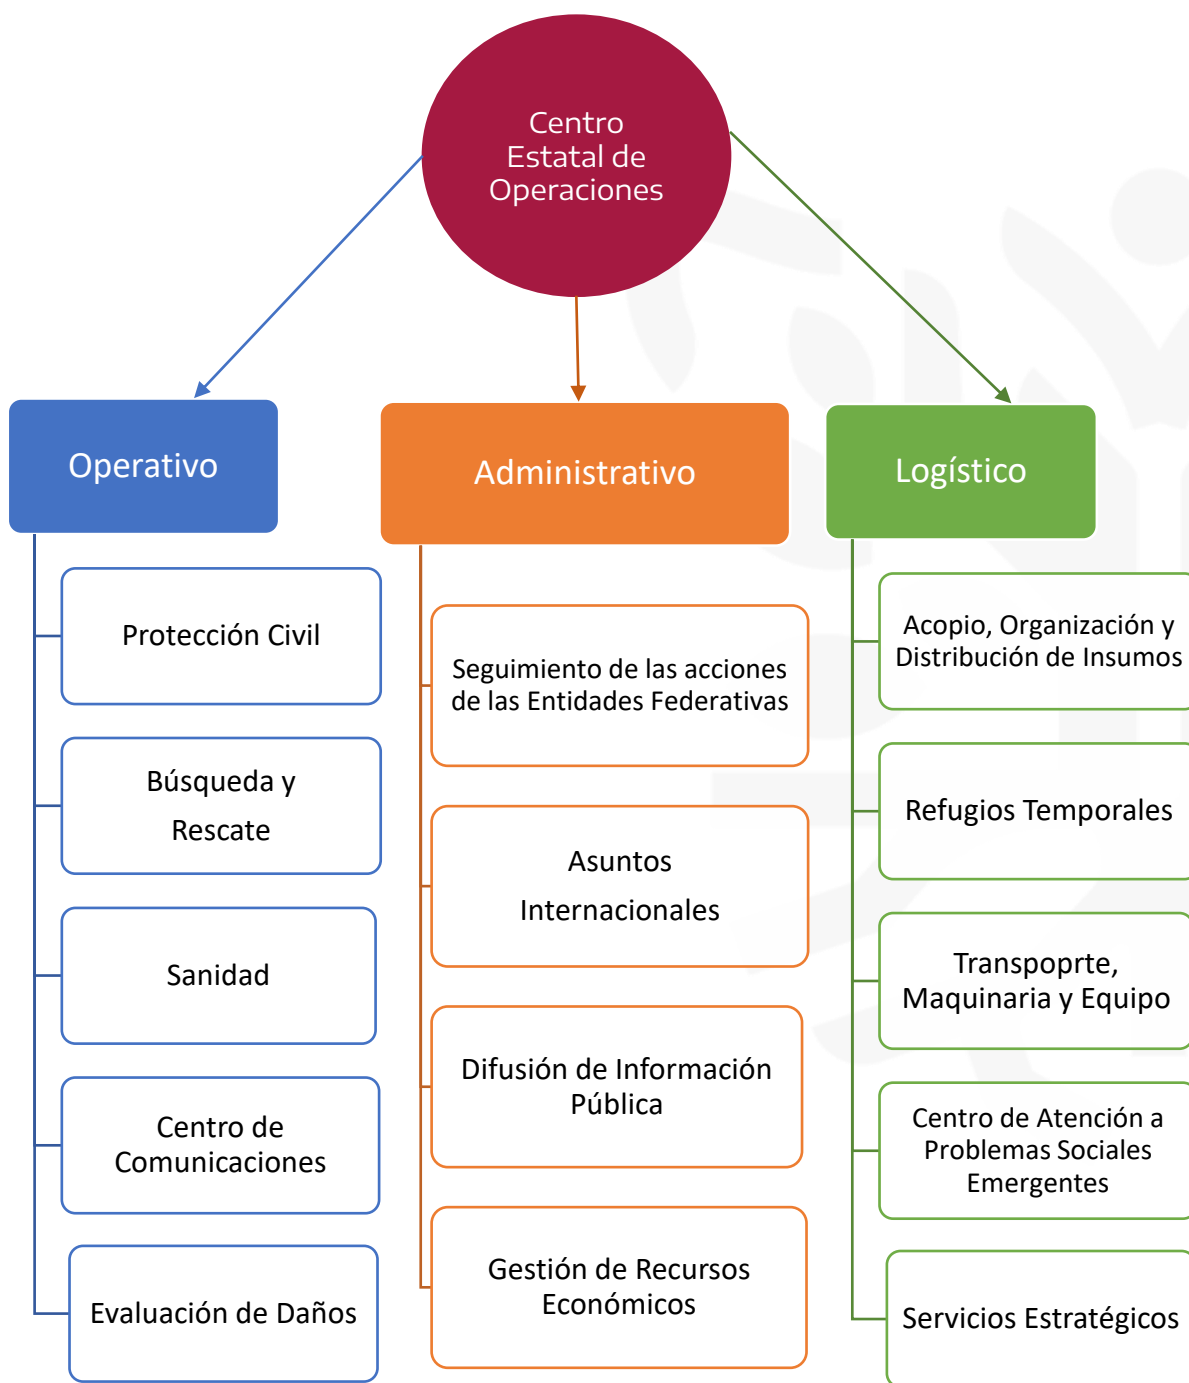 Centro
Estatal de
Operaciones
Operativo
Administrativo
Logístico
Protección Civil
Búsqueda y
Rescate
Sanidad
Centro de
Comunicaciones
Evaluación de Daños
Seguimiento de las acciones
de las Entidades Federativas
Asuntos
Internacionales
Difusión de Información
Pública
Gestión de Recursos
Económicos
Acopio, Organización y
Distribución de Insumos
Refugios Temporales
Transpoprte,
Maquinaria y Equipo
Centro de Atención a
Problemas Sociales
Emergentes
Servicios Estratégicos